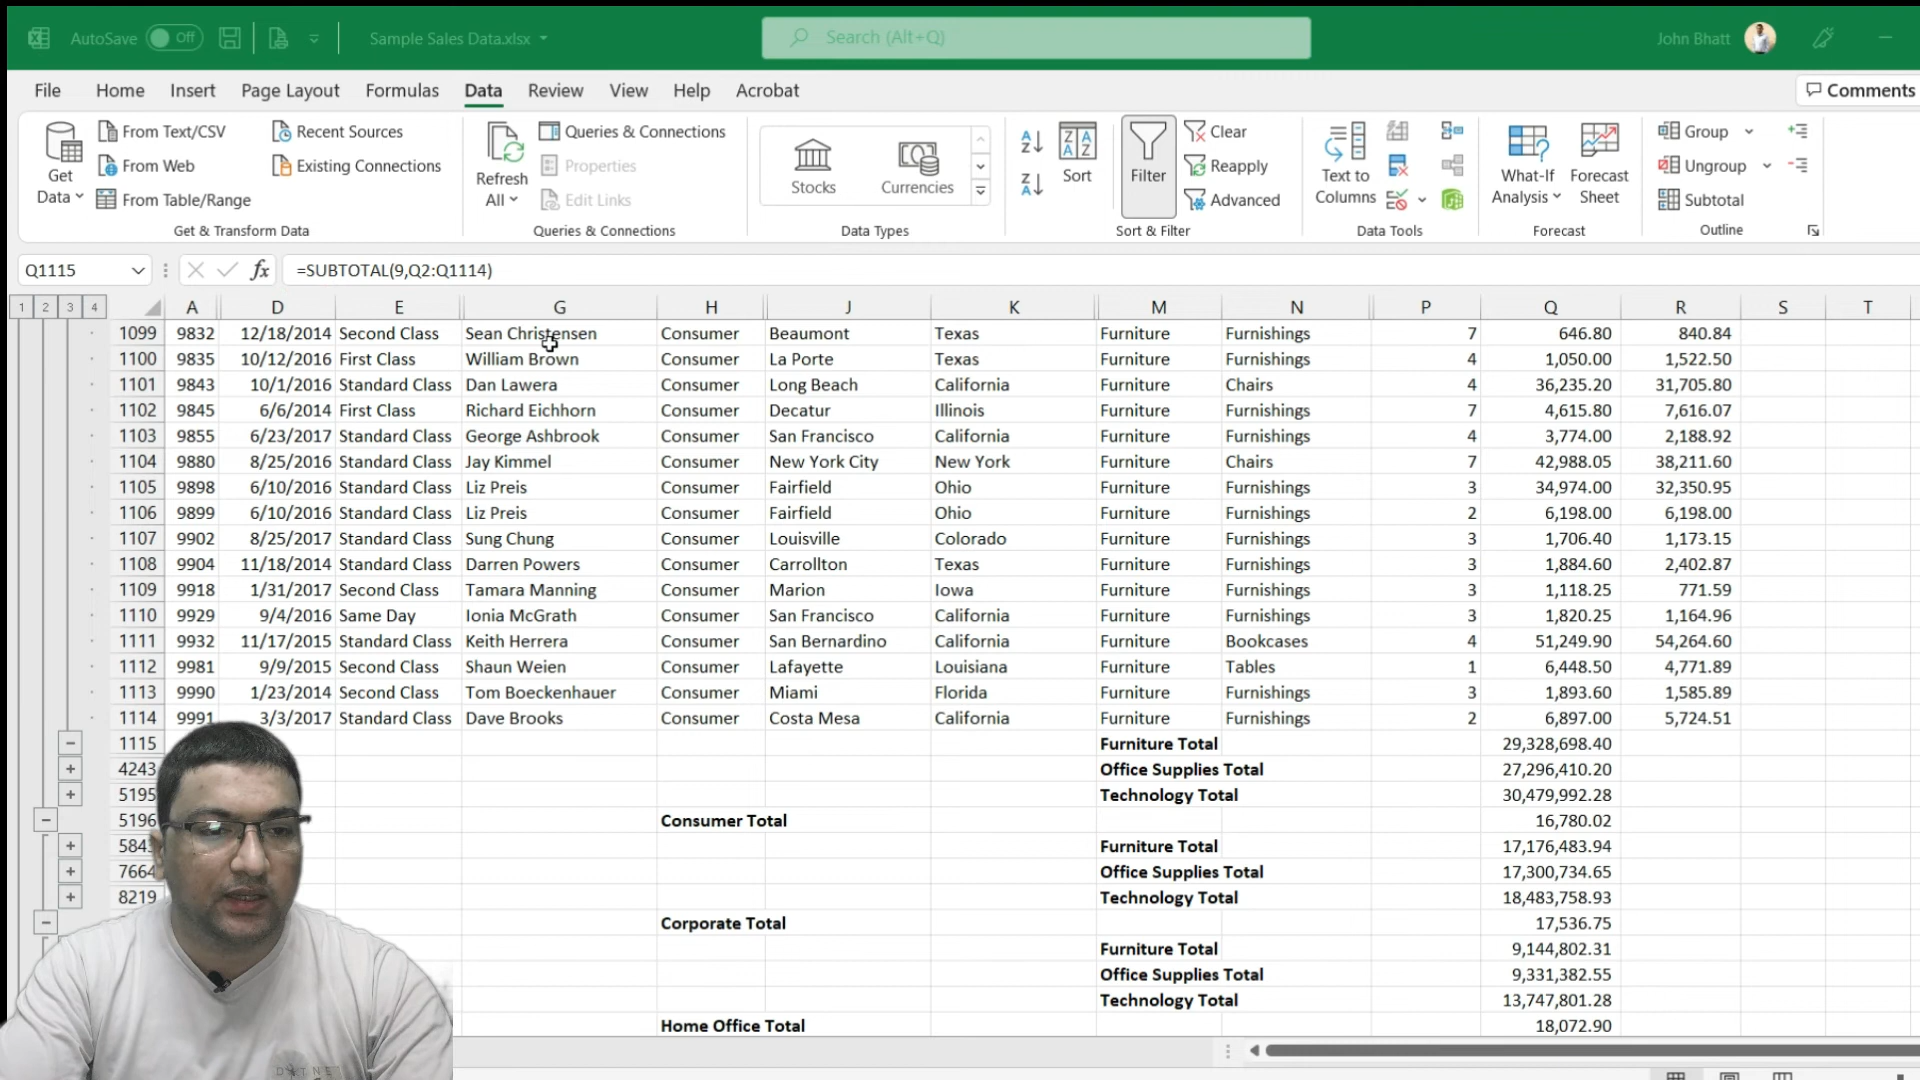 AutoSave Off Sample Sales Data.xlsx Search (Alt+Q) John Bhatt
File Home Insert Page Layout Formulas Data Review View Help Acrobat Comments
Get Data From Text/CSV From Web From Table/Range Recent Sources Existing Connections
Refresh All Queries & Connections Properties Edit Links
Stocks Currencies
Sort Filter Clear Reapply Advanced
Text to Columns
What-If Analysis Forecast Sheet
Group Ungroup Subtotal
Get & Transform Data Queries & Connections Data Types Sort & Filter Data Tools Forecast Outline
Q1115 fx =SUBTOTAL(9,Q2:Q1114)
1 2 3 4 A D E G H J K M N P Q R S T
1099 9832 12/18/2014 Second Class Sean Christensen Consumer Beaumont Texas Furniture Furnishings 7 646.80 840.84
1100 9835 10/12/2016 First Class William Brown Consumer La Porte Texas Furniture Furnishings 4 1,050.00 1,522.50
1101 9843 10/1/2016 Standard Class Dan Lawera Consumer Long Beach California Furniture Chairs 4 36,235.20 31,705.80
1102 9845 6/6/2014 First Class Richard Eichhorn Consumer Decatur Illinois Furniture Furnishings 7 4,615.80 7,616.07
1103 9855 6/23/2017 Standard Class George Ashbrook Consumer San Francisco California Furniture Furnishings 4 3,774.00 2,188.92
1104 9880 8/25/2016 Standard Class Jay Kimmel Consumer New York City New York Furniture Chairs 7 42,988.05 38,211.60
1105 9898 6/10/2016 Standard Class Liz Preis Consumer Fairfield Ohio Furniture Furnishings 3 34,974.00 32,350.95
1106 9899 6/10/2016 Standard Class Liz Preis Consumer Fairfield Ohio Furniture Furnishings 2 6,198.00 6,198.00
1107 9902 8/25/2017 Standard Class Sung Chung Consumer Louisville Colorado Furniture Furnishings 3 1,706.40 1,173.15
1108 9904 11/18/2014 Standard Class Darren Powers Consumer Carrollton Texas Furniture Furnishings 3 1,884.60 2,402.87
1109 9918 1/31/2017 Second Class Tamara Manning Consumer Marion Iowa Furniture Furnishings 3 1,118.25 771.59
1110 9929 9/4/2016 Same Day Ionia McGrath Consumer San Francisco California Furniture Furnishings 3 1,820.25 1,164.96
1111 9932 11/17/2015 Standard Class Keith Herrera Consumer San Bernardino California Furniture Bookcases 4 51,249.90 54,264.60
1112 9981 9/9/2015 Second Class Shaun Weien Consumer Lafayette Louisiana Furniture Tables 1 6,448.50 4,771.89
1113 9990 1/23/2014 Second Class Tom Boeckenhauer Consumer Miami Florida Furniture Furnishings 3 1,893.60 1,585.89
1114 9991 3/3/2017 Standard Class Dave Brooks Consumer Costa Mesa California Furniture Furnishings 2 6,897.00 5,724.51
1115 Furniture Total 29,328,698.40
4243 Office Supplies Total 27,296,410.20
5195 Technology Total 30,479,992.28
5196 Consumer Total 16,780.02
Furniture Total 17,176,483.94
7664 Office Supplies Total 17,300,734.65
8219 Technology Total 18,483,758.93
Corporate Total 17,536.75
Furniture Total 9,144,802.31
Office Supplies Total 9,331,382.55
Technology Total 13,747,801.28
Home Office Total 18,072.90